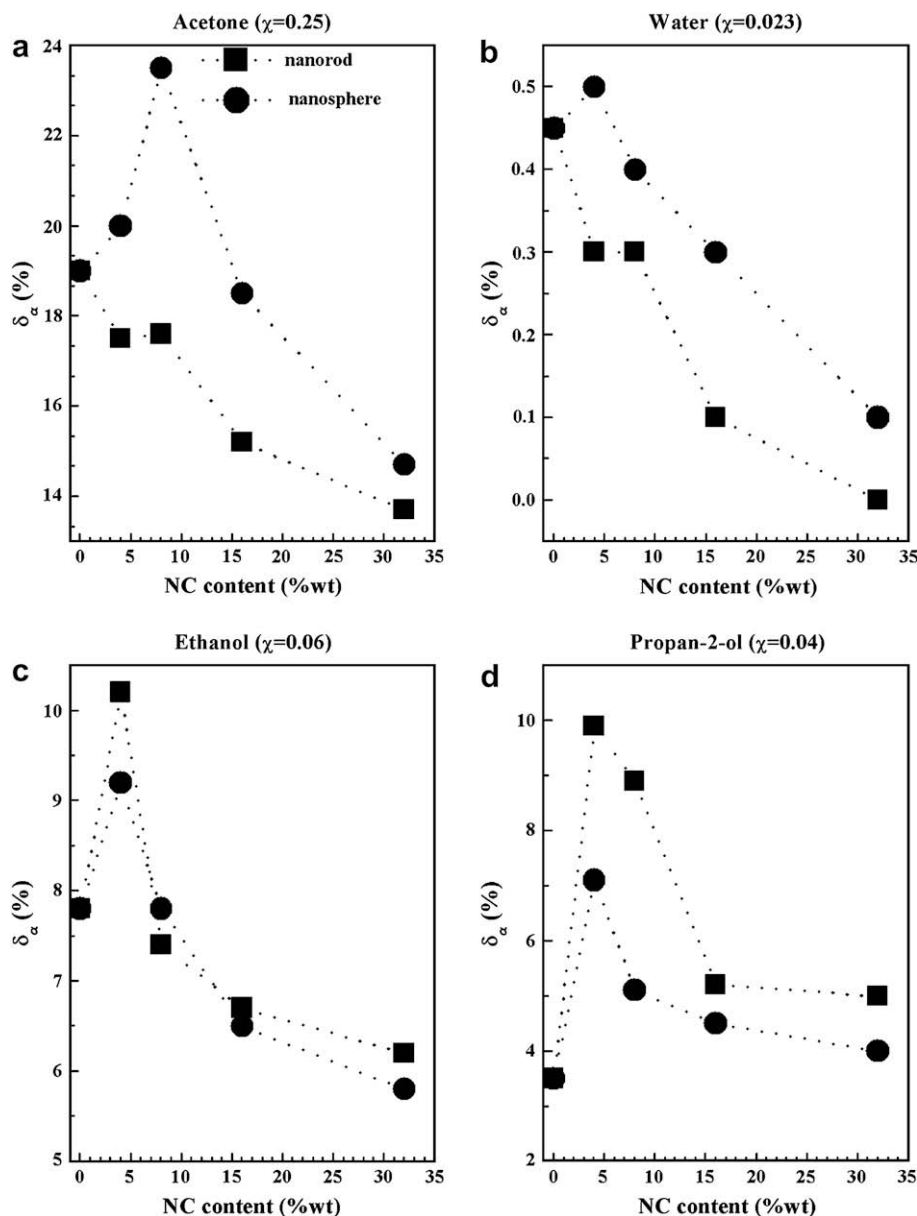 a
Acetone (χ=0.25)
24
22
20
18
16
14
δα (%)
nanorod
nanosphere
0 5 10 15 20 25 30 35
NC content (%wt)
b
Water (χ=0.023)
0.5
0.4
0.3
0.2
0.1
0.0
δα (%)
0 5 10 15 20 25 30 35
NC content (%wt)
c
Ethanol (χ=0.06)
10
9
8
7
6
5
δα (%)
0 5 10 15 20 25 30 35
NC content (%wt)
d
Propan-2-ol (χ=0.04)
10
8
6
4
2
δα (%)
0 5 10 15 20 25 30 35
NC content (%wt)